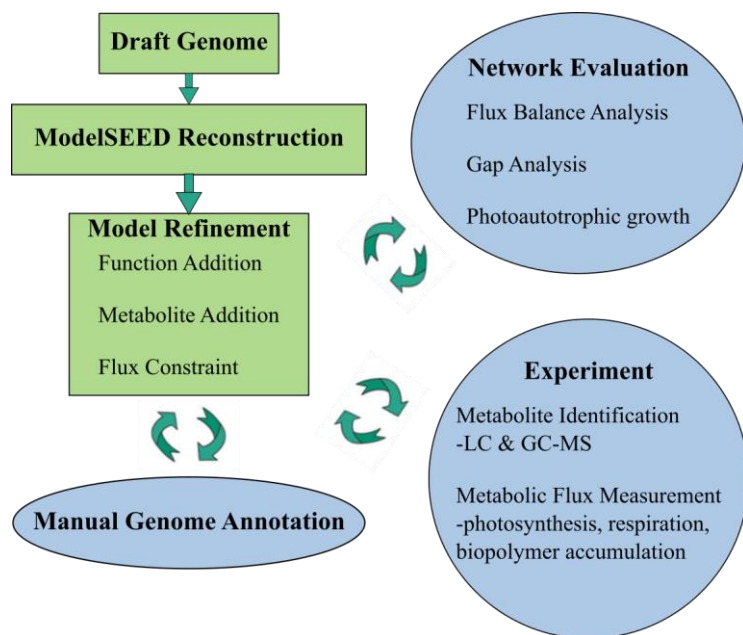 Draft Genome
ModelSEED Reconstruction
Model Refinement
Function Addition
Metabolite Addition
Flux Constraint
Manual Genome Annotation
Network Evaluation
Flux Balance Analysis
Gap Analysis
Photoautotrophic growth
Experiment
Metabolite Identification
-LC & GC-MS
Metabolic Flux Measurement
-photosynthesis, respiration,
biopolymer accumulation